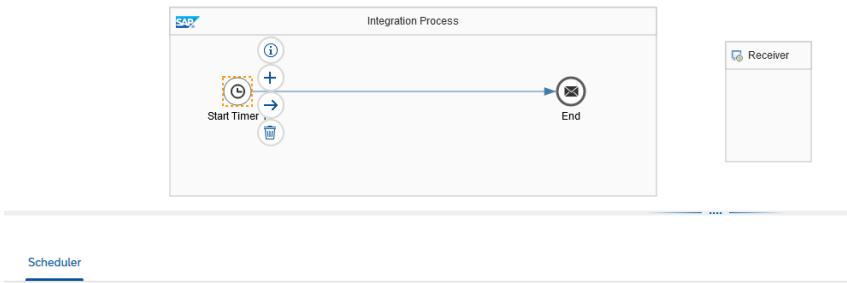 SAP
Integration Process
Receiver
Start Timer
End
Scheduler